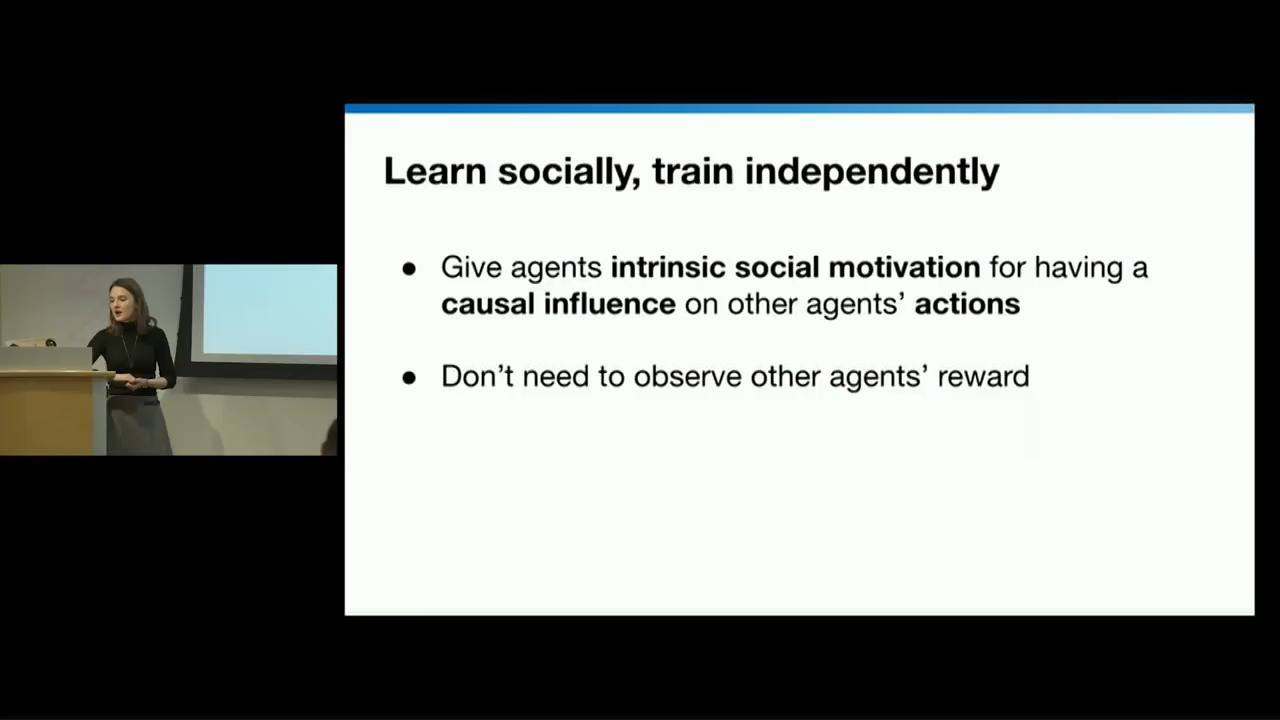 Learn socially, train independently
● Give agents intrinsic social motivation for having a
causal influence on other agents’ actions
● Don’t need to observe other agents’ reward